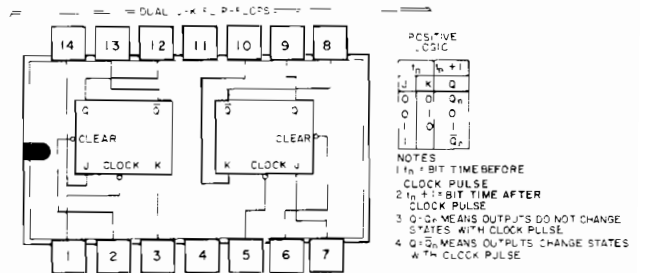 DUAL J-K FLIP-FLOPS
14 13 12 11 10 9 8
POSITIVE
LOGIC
tn tn + 1
J K Q
0 0 Qn
0 1 0
1 0 1
1 Q̅n
Q Q̅ Q̅ Q
CLEAR CLEAR
J CLOCK K K CLOCK J
1 2 3 4 5 6 7
NOTES
1 tn = BIT TIME BEFORE
CLOCK PULSE
2 tn + 1 = BIT TIME AFTER
CLOCK PULSE
3 Q=Qn MEANS OUTPUTS DO NOT CHANGE
STATES WITH CLOCK PULSE
4 Q=Q̅n MEANS OUTPUTS CHANGE STATES
WITH CLOCK PULSE